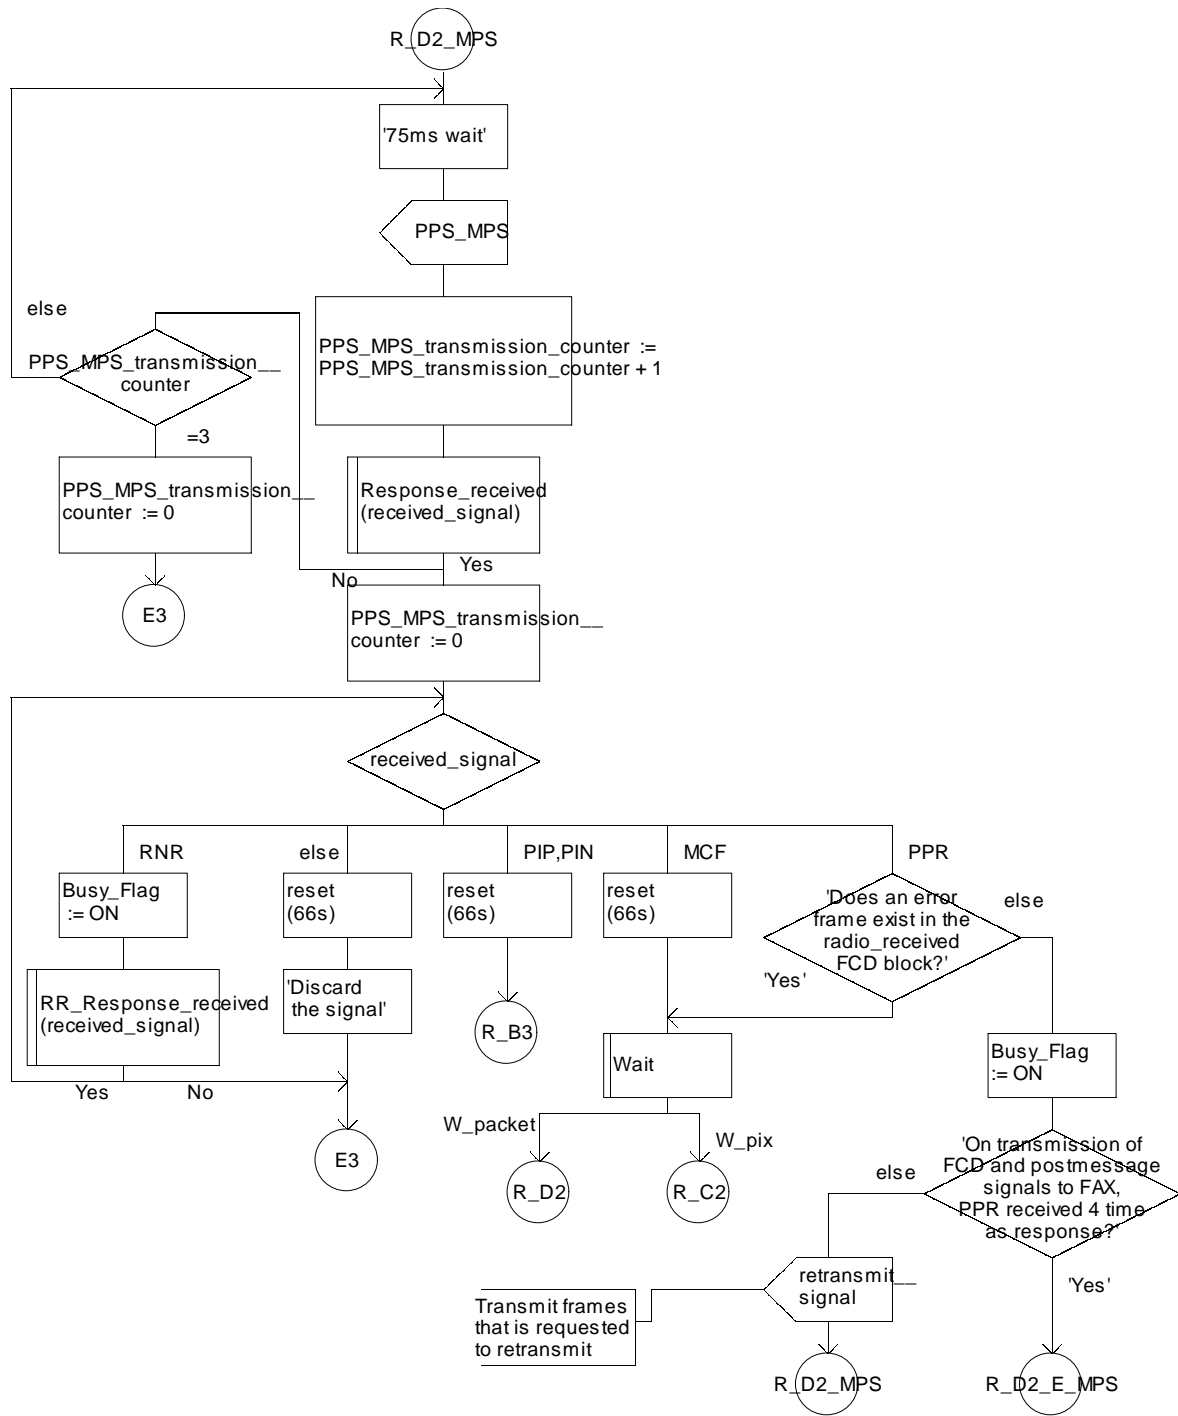 R_D2_MPS
'75ms wait'
PPS_MPS
else
PPS_MPS_transmission__
counter
PPS_MPS_transmission_counter :=
PPS_MPS_transmission_counter + 1
=3
PPS_MPS_transmission__
counter := 0
Response_received
(received_signal)
Yes
No
E3
PPS_MPS_transmission__
counter := 0
received_signal
RNR
else
PIP,PIN
MCF
PPR
Busy_Flag
:= ON
reset
(66s)
reset
(66s)
reset
(66s)
'Does an error
frame exist in the
radio_received
FCD block?'
else
'Yes'
RR_Response_received
(received_signal)
'Discard
the signal'
R_B3
Wait
Busy_Flag
:= ON
Yes
No
E3
W_packet
W_pix
R_D2
R_C2
'On transmission of
FCD and postmessage
signals to FAX,
PPR received 4 time
as response?'
else
'Yes'
retransmit__
signal
Transmit frames
that is requested
to retransmit
R_D2_MPS
R_D2_E_MPS